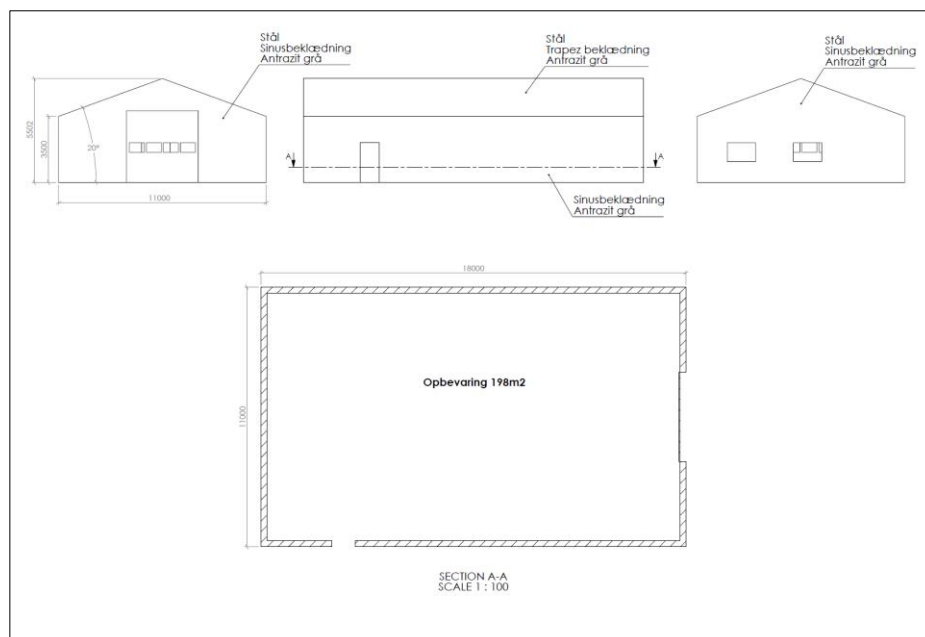 Stål
Sinusbeklædning
Antrazit grå
Stål
Trapez beklædning
Antrazit grå
Stål
Sinusbeklædning
Antrazit grå
5502
3500
20°
11000
A
A
Sinusbeklædning
Antrazit grå
18000
11000
Opbevaring 198m2
SECTION A-A
SCALE 1 : 100